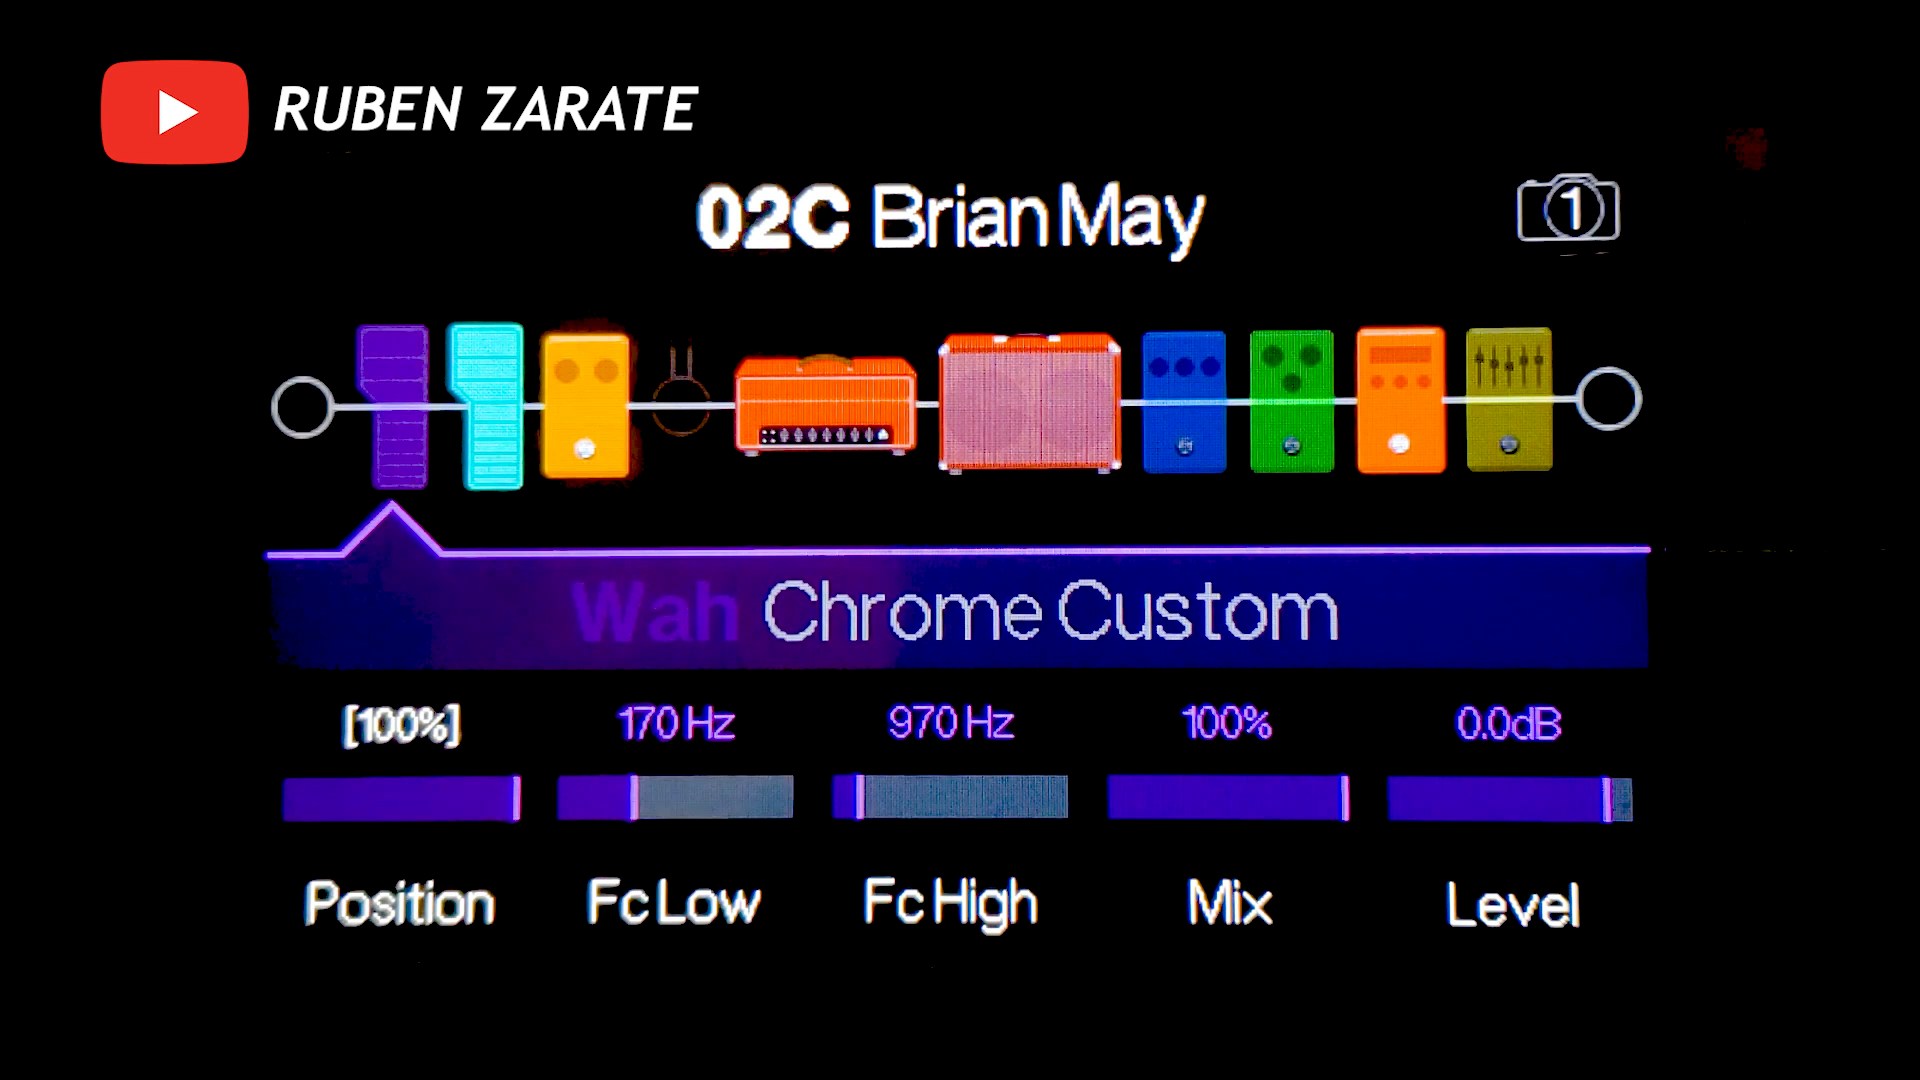 RUBEN ZARATE
02C Brian May
1
Wah Chrome Custom
[100%] 170 Hz 970 Hz 100% 0.0dB
Position Fc Low Fc High Mix Level